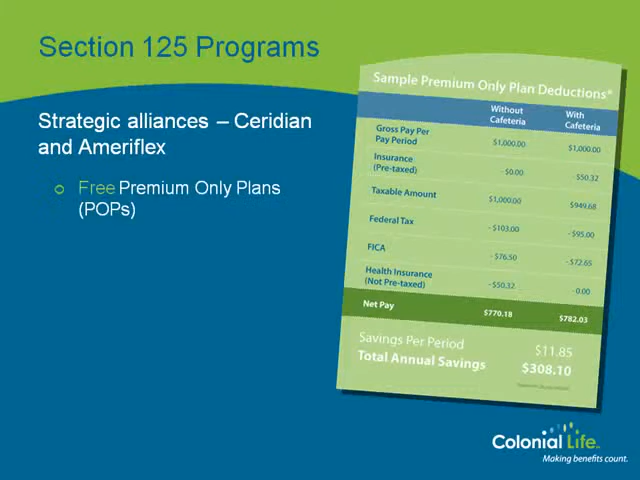 Section 125 Programs
Strategic alliances – Ceridian
and Ameriflex
Free Premium Only Plans
(POPs)
Sample Premium Only Plan Deductions*
Without
Cafeteria
With
Cafeteria
Gross Pay Per
Pay Period
$1,000.00
$1,000.00
Insurance
(Pre-taxed)
- $0.00
- $50.32
Taxable Amount
$1,000.00
$949.68
Federal Tax
- $103.00
- $95.00
FICA
- $76.50
- $72.65
Health Insurance
(Not Pre-taxed)
- $50.32
- 0.00
Net Pay
$770.18
$782.03
Savings Per Period
$11.85
Total Annual Savings
$308.10
Colonial Life
Making benefits count.